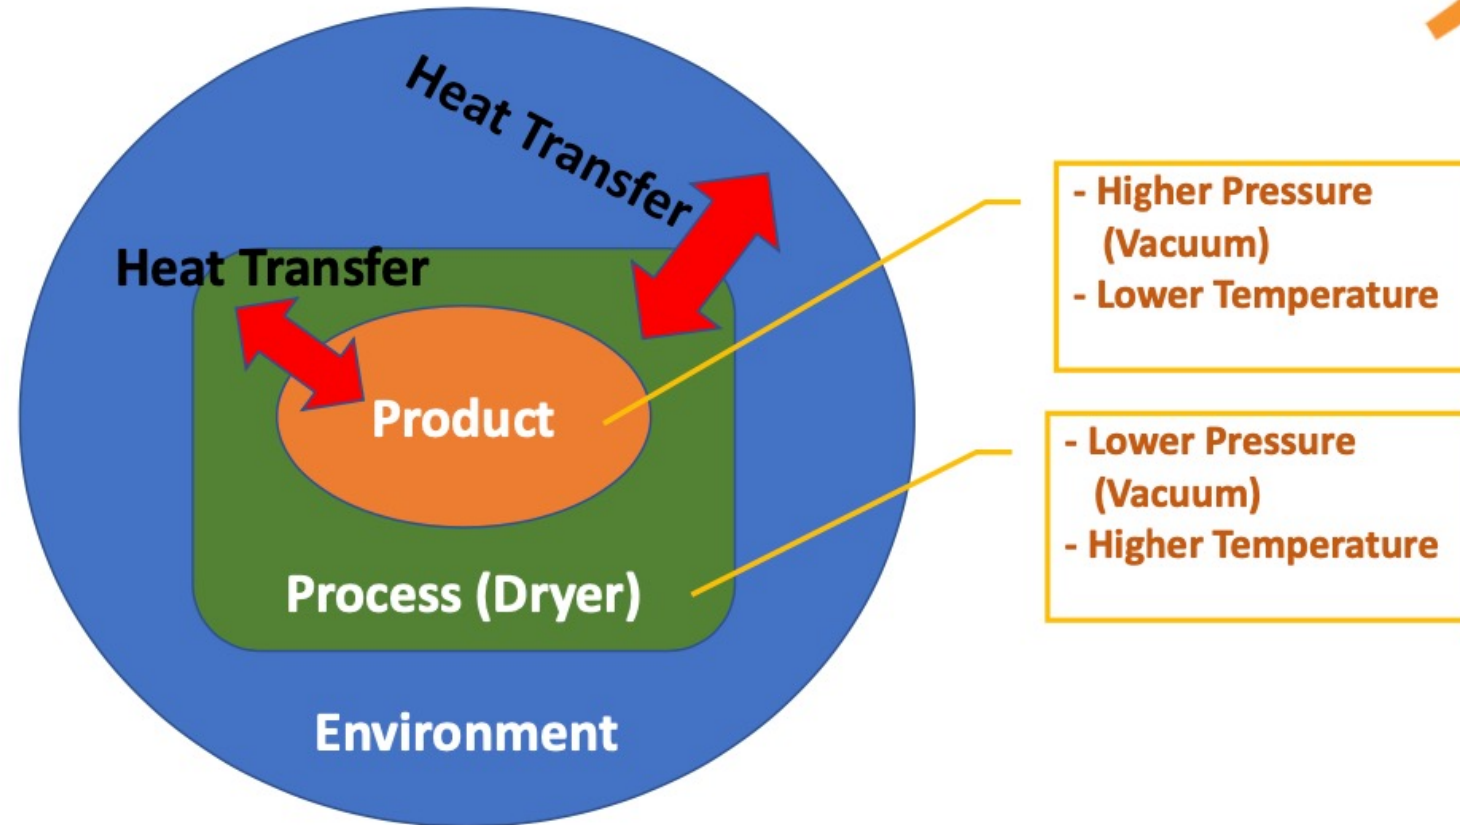 Heat Transfer
Heat Transfer
Product
Process (Dryer)
Environment
- Higher Pressure
(Vacuum)
- Lower Temperature
- Lower Pressure
(Vacuum)
- Higher Temperature